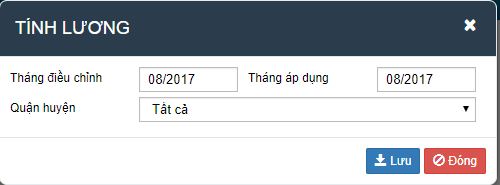 TÍNH LƯƠNG
Tháng điều chỉnh 08/2017 Tháng áp dụng 08/2017
Quận huyện Tất cả
Lưu Đóng